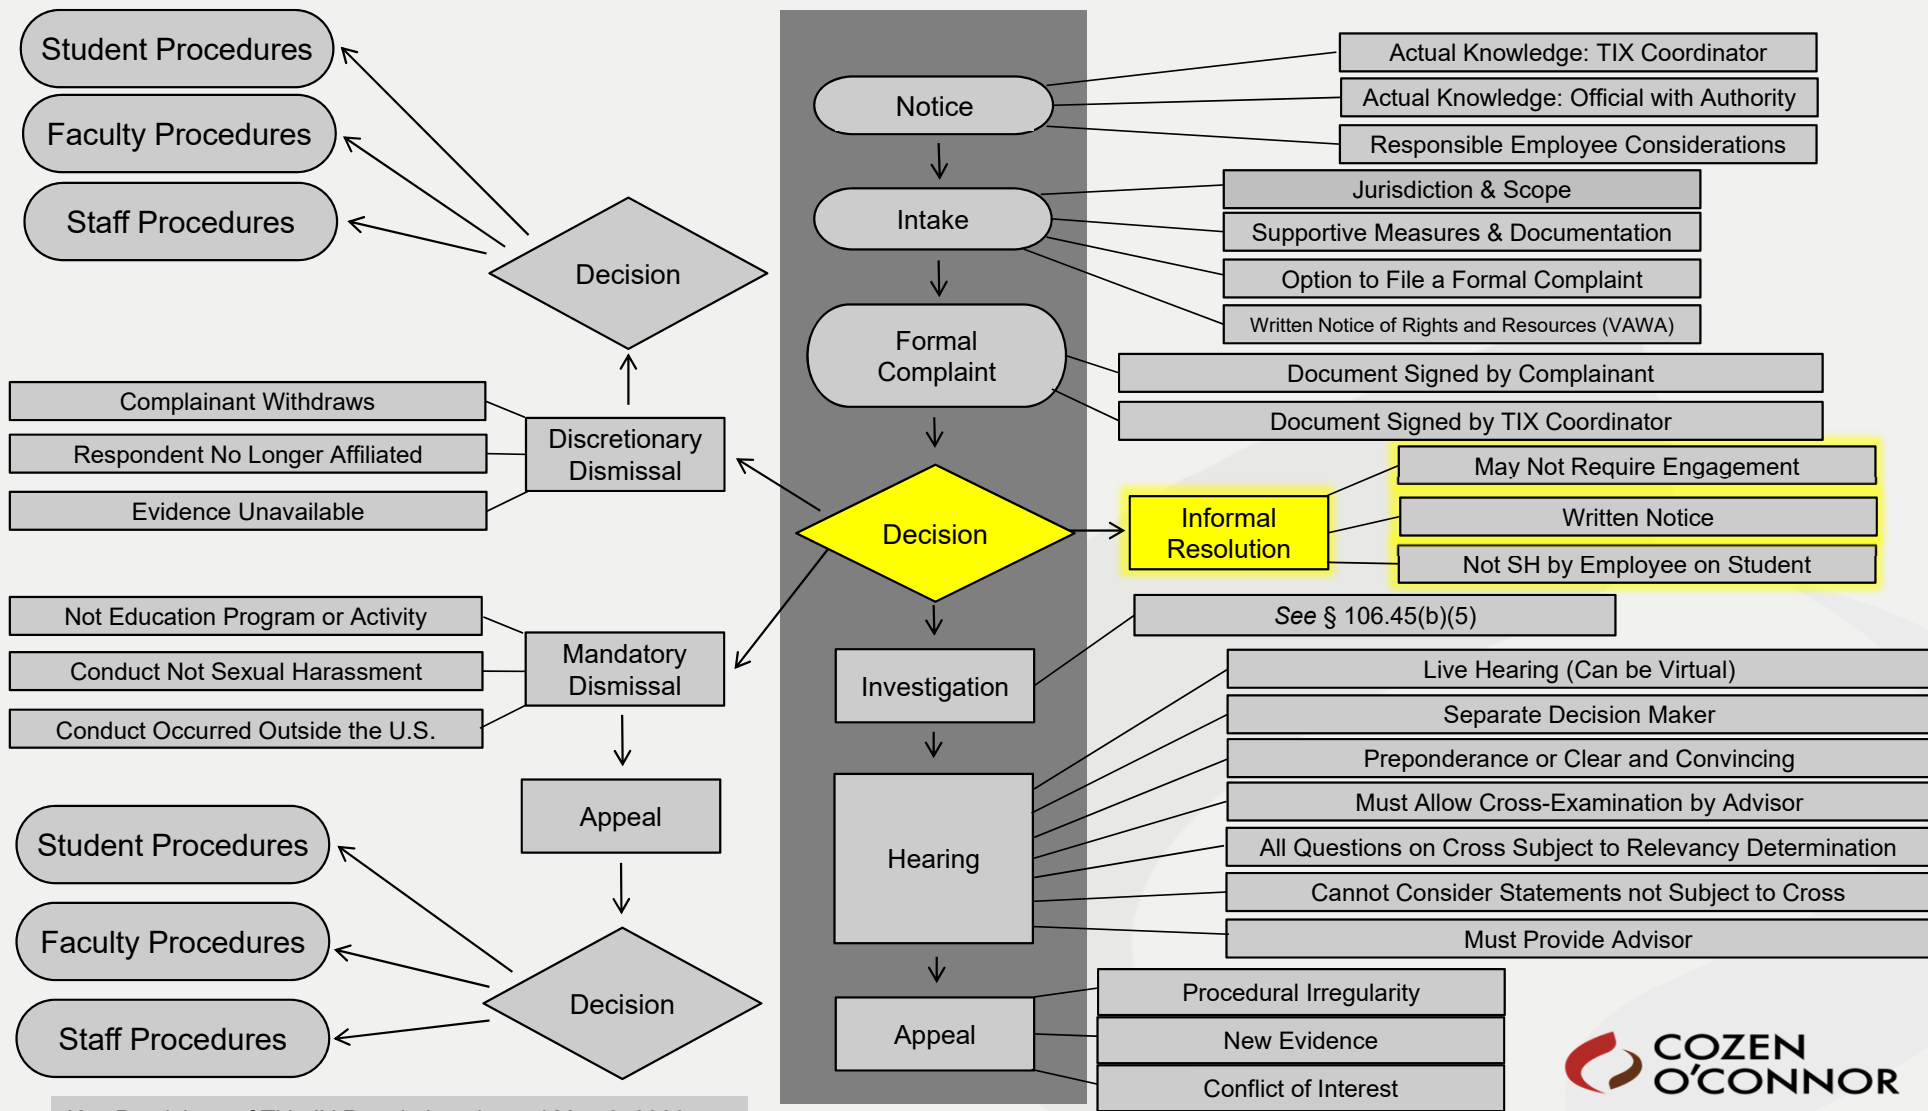 Student Procedures
Faculty Procedures
Staff Procedures
Decision
Complainant Withdraws
Respondent No Longer Affiliated
Evidence Unavailable
Discretionary
Dismissal
Not Education Program or Activity
Conduct Not Sexual Harassment
Conduct Occurred Outside the U.S.
Mandatory
Dismissal
Appeal
Student Procedures
Faculty Procedures
Staff Procedures
Decision
Notice
Actual Knowledge: TIX Coordinator
Actual Knowledge: Official with Authority
Responsible Employee Considerations
Intake
Jurisdiction & Scope
Supportive Measures & Documentation
Option to File a Formal Complaint
Written Notice of Rights and Resources (VAWA)
Formal
Complaint
Document Signed by Complainant
Document Signed by TIX Coordinator
Decision
Informal
Resolution
May Not Require Engagement
Written Notice
Not SH by Employee on Student
Investigation
See § 106.45(b)(5)
Hearing
Live Hearing (Can be Virtual)
Separate Decision Maker
Preponderance or Clear and Convincing
Must Allow Cross-Examination by Advisor
All Questions on Cross Subject to Relevancy Determination
Cannot Consider Statements not Subject to Cross
Must Provide Advisor
Appeal
Procedural Irregularity
New Evidence
Conflict of Interest
COZEN
O'CONNOR